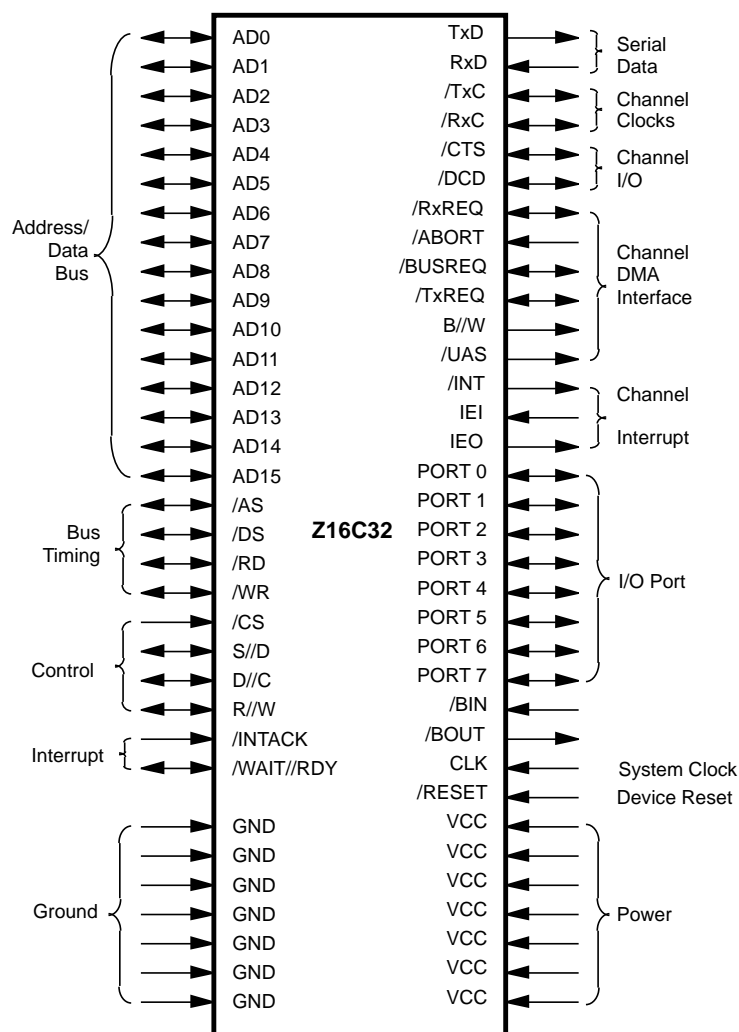 AD0
AD1
AD2
AD3
AD4
AD5
AD6
AD7
AD8
AD9
AD10
AD11
AD12
AD13
AD14
AD15
/AS
/DS
/RD
/WR
/CS
S//D
D//C
R//W
/INTACK
/WAIT//RDY
GND
GND
GND
GND
GND
GND
GND
Address/
Data
Bus
Bus
Timing
Control
Interrupt
Ground
Z16C32
TxD
RxD
/TxC
/RxC
/CTS
/DCD
/RxREQ
/ABORT
/BUSREQ
/TxREQ
B//W
/UAS
/INT
IEI
IEO
PORT 0
PORT 1
PORT 2
PORT 3
PORT 4
PORT 5
PORT 6
PORT 7
/BIN
/BOUT
CLK
/RESET
VCC
VCC
VCC
VCC
VCC
VCC
VCC
Serial
Data
Channel
Clocks
Channel
I/O
Channel
DMA
Interface
Channel
Interrupt
I/O Port
System Clock
Device Reset
Power